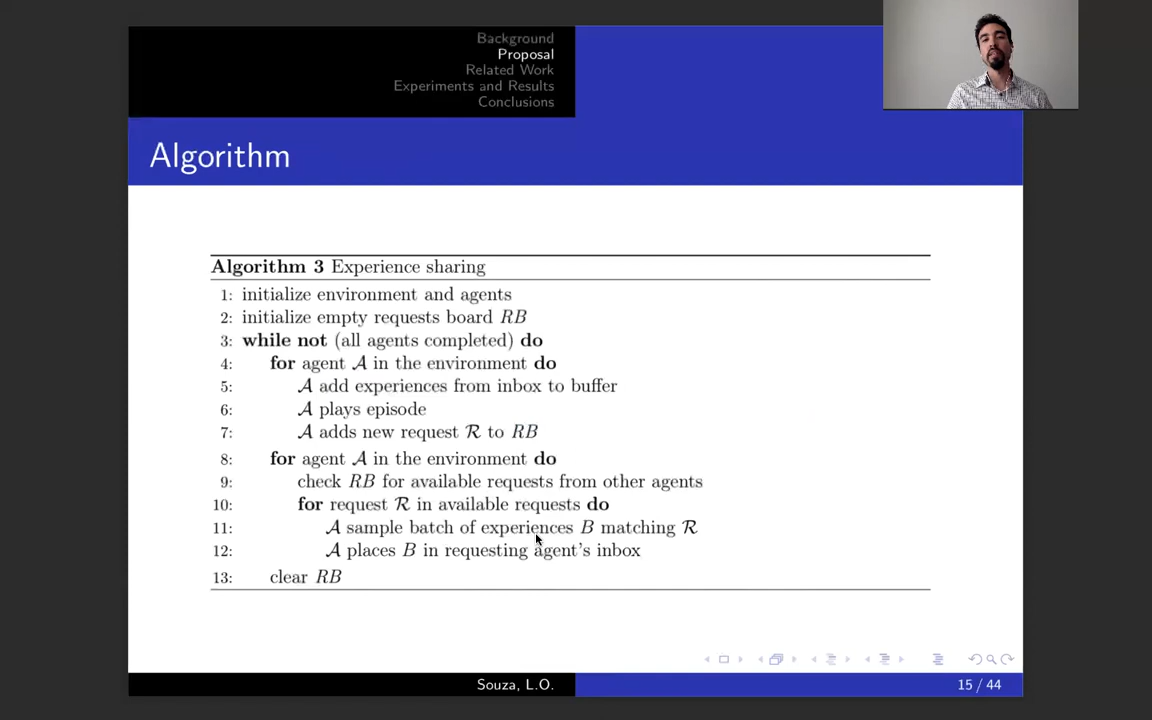 Background
Proposal
Related Work
Experiments and Results
Conclusions
Algorithm
Algorithm 3 Experience sharing
1: initialize environment and agents
2: initialize empty requests board RB
3: while not (all agents completed) do
4: for agent 𝒜 in the environment do
5: 𝒜 add experiences from inbox to buffer
6: 𝒜 plays episode
7: 𝒜 adds new request ℛ to RB
8: for agent 𝒜 in the environment do
9: check RB for available requests from other agents
10: for request ℛ in available requests do
11: 𝒜 sample batch of experiences B matching ℛ
12: 𝒜 places B in requesting agent's inbox
13: clear RB
Souza, L.O.
15 / 44